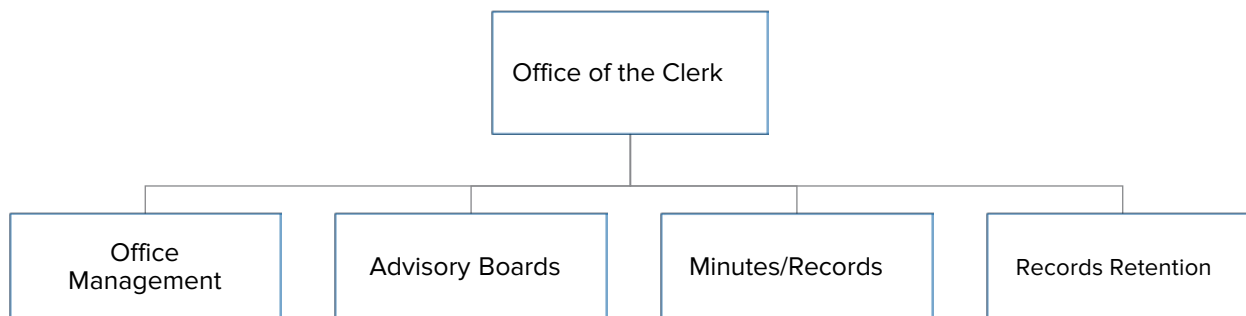 Office of the Clerk
Office
Management
Advisory Boards
Minutes/Records
Records Retention